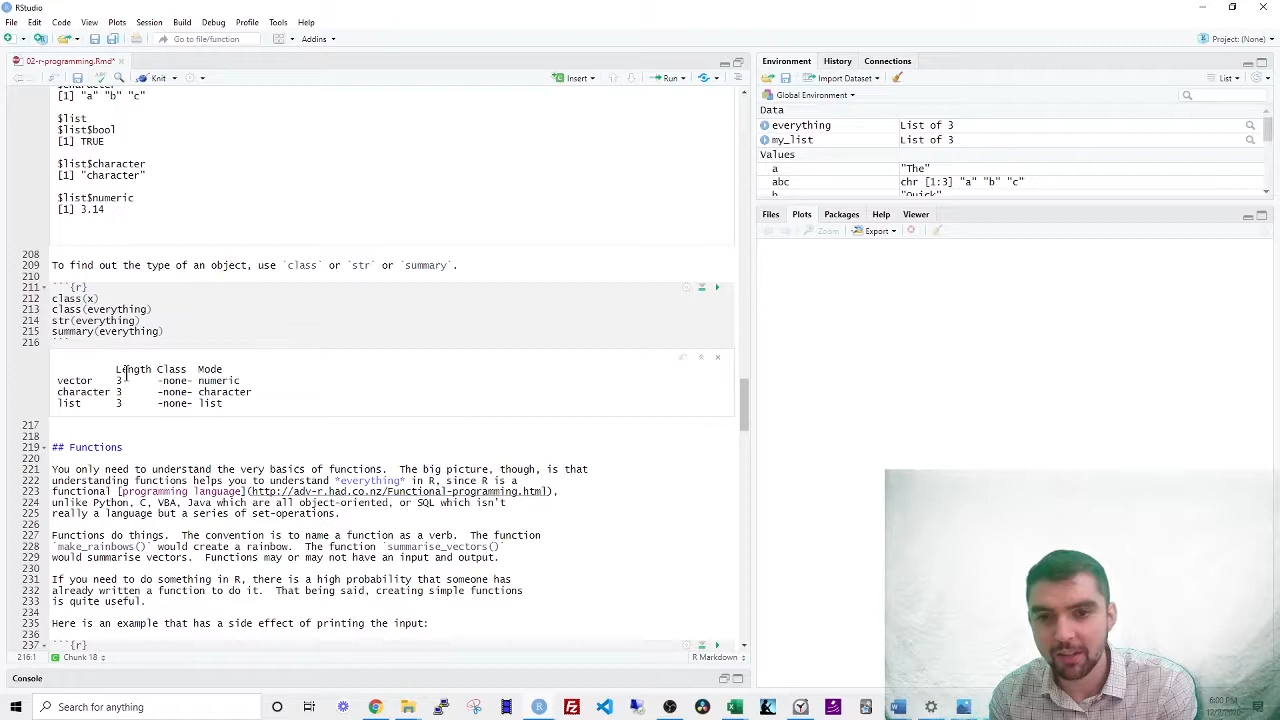 RStudio
File Edit Code View Plots Session Build Debug Profile Tools Help
Go to file/function
Addins
Project: (None)
02-r-programming.Rmd*
Knit
Insert
Run
$character
[1] "a" "b" "c"
$list
$list$bool
[1] TRUE
$list$character
[1] "character"
$list$numeric
[1] 3.14
208
209 To find out the type of an object, use `class` or `str` or `summary`.
210
211 ```{r}
212 class(x)
213 class(everything)
214 str(everything)
215 summary(everything)
216 ```
Length Class Mode
vector 3 -none- numeric
character 3 -none- character
list 3 -none- list
217
218
219 ## Functions
220
221 You only need to understand the very basics of functions. The big picture, though, is that
222 understanding functions helps you to understand *everything* in R, since R is a
223 functional [programming language](http://adv-r.had.co.nz/Functional-programming.html),
224 unlike Python, C, VBA, Java which are all object-oriented, or SQL which isn't
225 really a language but a series of set-operations.
226
227 Functions do things. The convention is to name a function as a verb. The function
228 `make_rainbows()` would create a rainbow. The function `summarise_vectors()`
229 would summarise vectors. Functions may or may not have an input and output.
230
231 If you need to do something in R, there is a high probability that someone has
232 already written a function to do it. That being said, creating simple functions
233 is quite useful.
234
235 Here is an example that has a side effect of printing the input:
236
237 ```{r}
216:1 Chunk 18 R Markdown
Console
Environment History Connections
Import Dataset List
Global Environment
Data
everything List of 3
my_list List of 3
Values
a "The"
abc chr [1:3] "a" "b" "c"
b "Quick"
Files Plots Packages Help Viewer
Zoom Export
Search for anything
6:00 PM